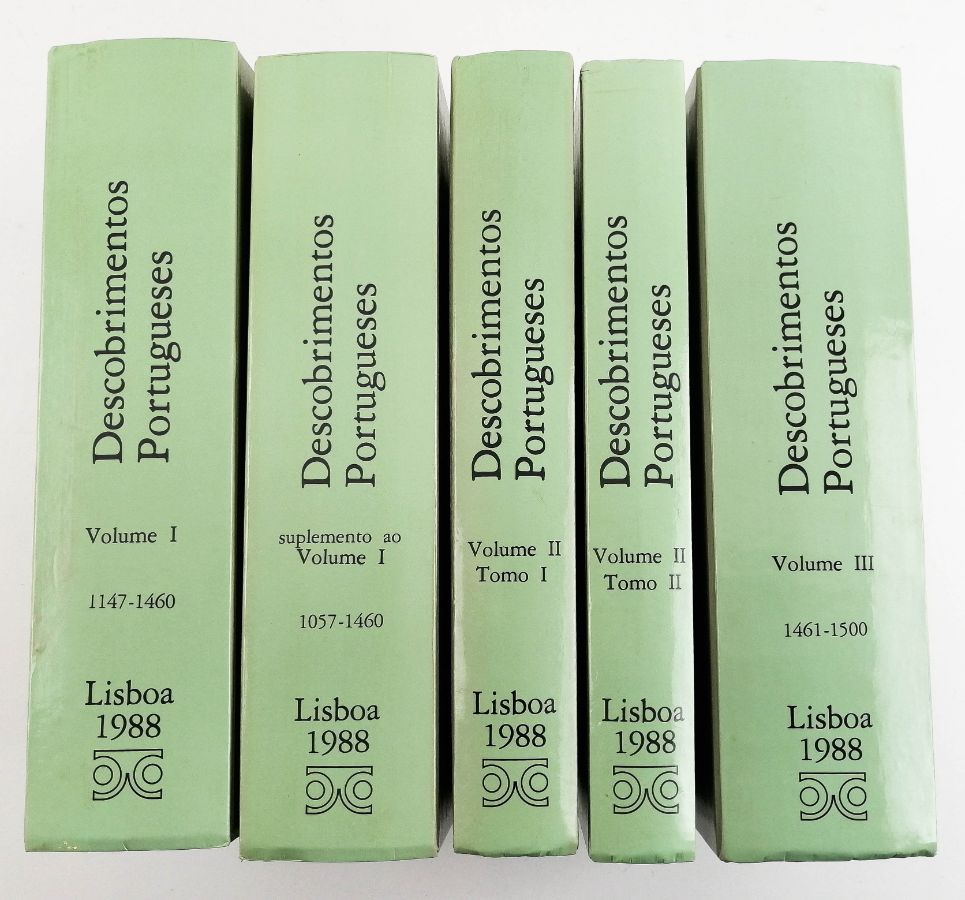 Descobrimentos
Portugueses
Volume I
1147-1460
Lisboa
1988
Descobrimentos
Portugueses
suplemento ao
Volume I
1057-1460
Lisboa
1988
Descobrimentos
Portugueses
Volume II
Tomo I
Lisboa
1988
Descobrimentos
Portugueses
Volume II
Tomo II
Lisboa
1988
Descobrimentos
Portugueses
Volume III
1461-1500
Lisboa
1988